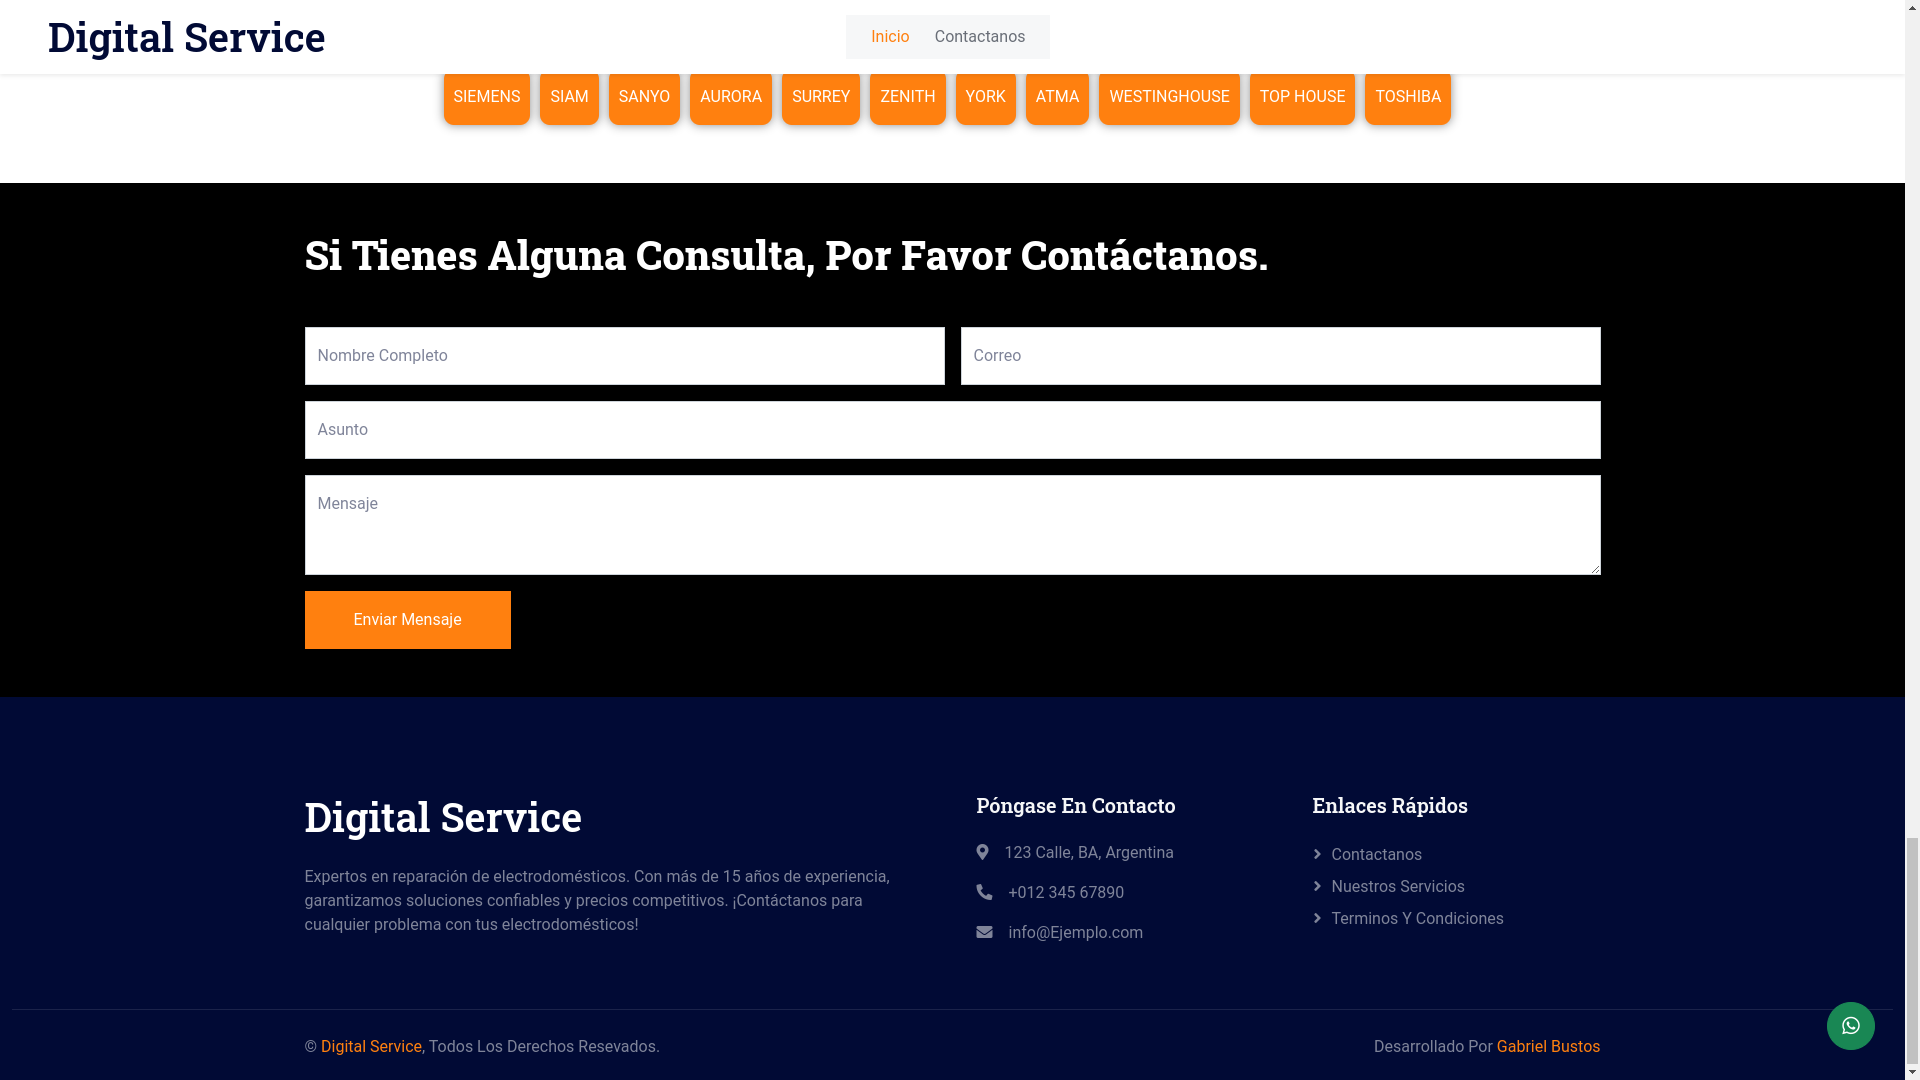 Digital Service
Inicio
Contactanos
SIEMENS
SIAM
SANYO
AURORA
SURREY
ZENITH
YORK
ATMA
WESTINGHOUSE
TOP HOUSE
TOSHIBA
Si Tienes Alguna Consulta, Por Favor Contáctanos.
Nombre Completo
Correo
Asunto
Mensaje
Enviar Mensaje
Digital Service
Expertos en reparación de electrodomésticos. Con más de 15 años de experiencia,
garantizamos soluciones confiables y precios competitivos. ¡Contáctanos para
cualquier problema con tus electrodomésticos!
Póngase En Contacto
123 Calle, BA, Argentina
+012 345 67890
info@Ejemplo.com
Enlaces Rápidos
Contactanos
Nuestros Servicios
Terminos Y Condiciones
© Digital Service, Todos Los Derechos Resevados.
Desarrollado Por Gabriel Bustos